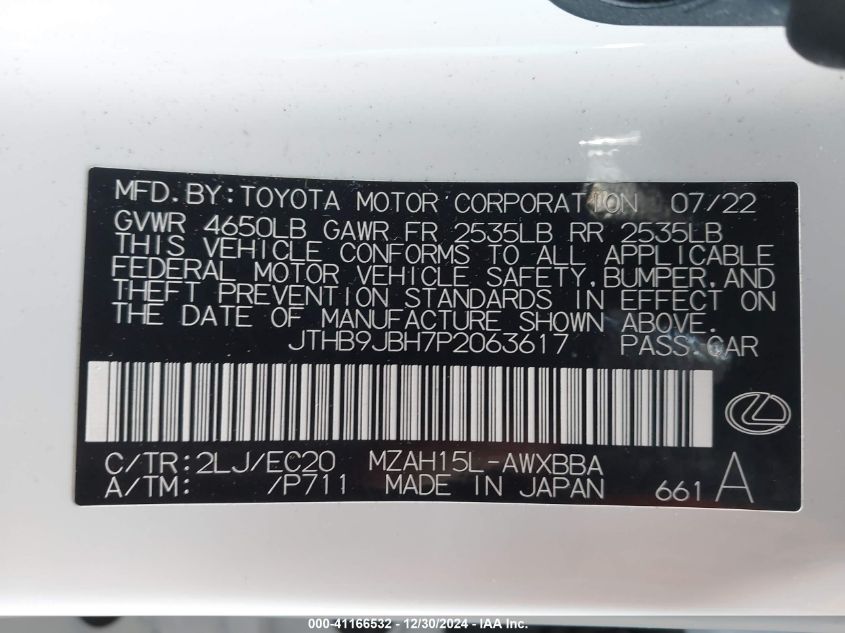 MFD.BY:TOYOTA MOTOR CORPORATION 07/22
GVWR 4650LB GAWR FR 2535LB RR 2535LB
THIS VEHICLE CONFORMS TO ALL APPLICABLE
FEDERAL MOTOR VEHICLE SAFETY,BUMPER,AND
THEFT PREVENTION STANDARDS IN EFFECT ON
THE DATE OF MANUFACTURE SHOWN ABOVE.
JTHB9JBH7P2063617 PASS.CAR
C/TR:2LJ/EC20 MZAH15L-AWXBBA
A/TM: /P711 MADE IN JAPAN 661 A
000-41166532 - 12/30/2024 - IAA Inc.